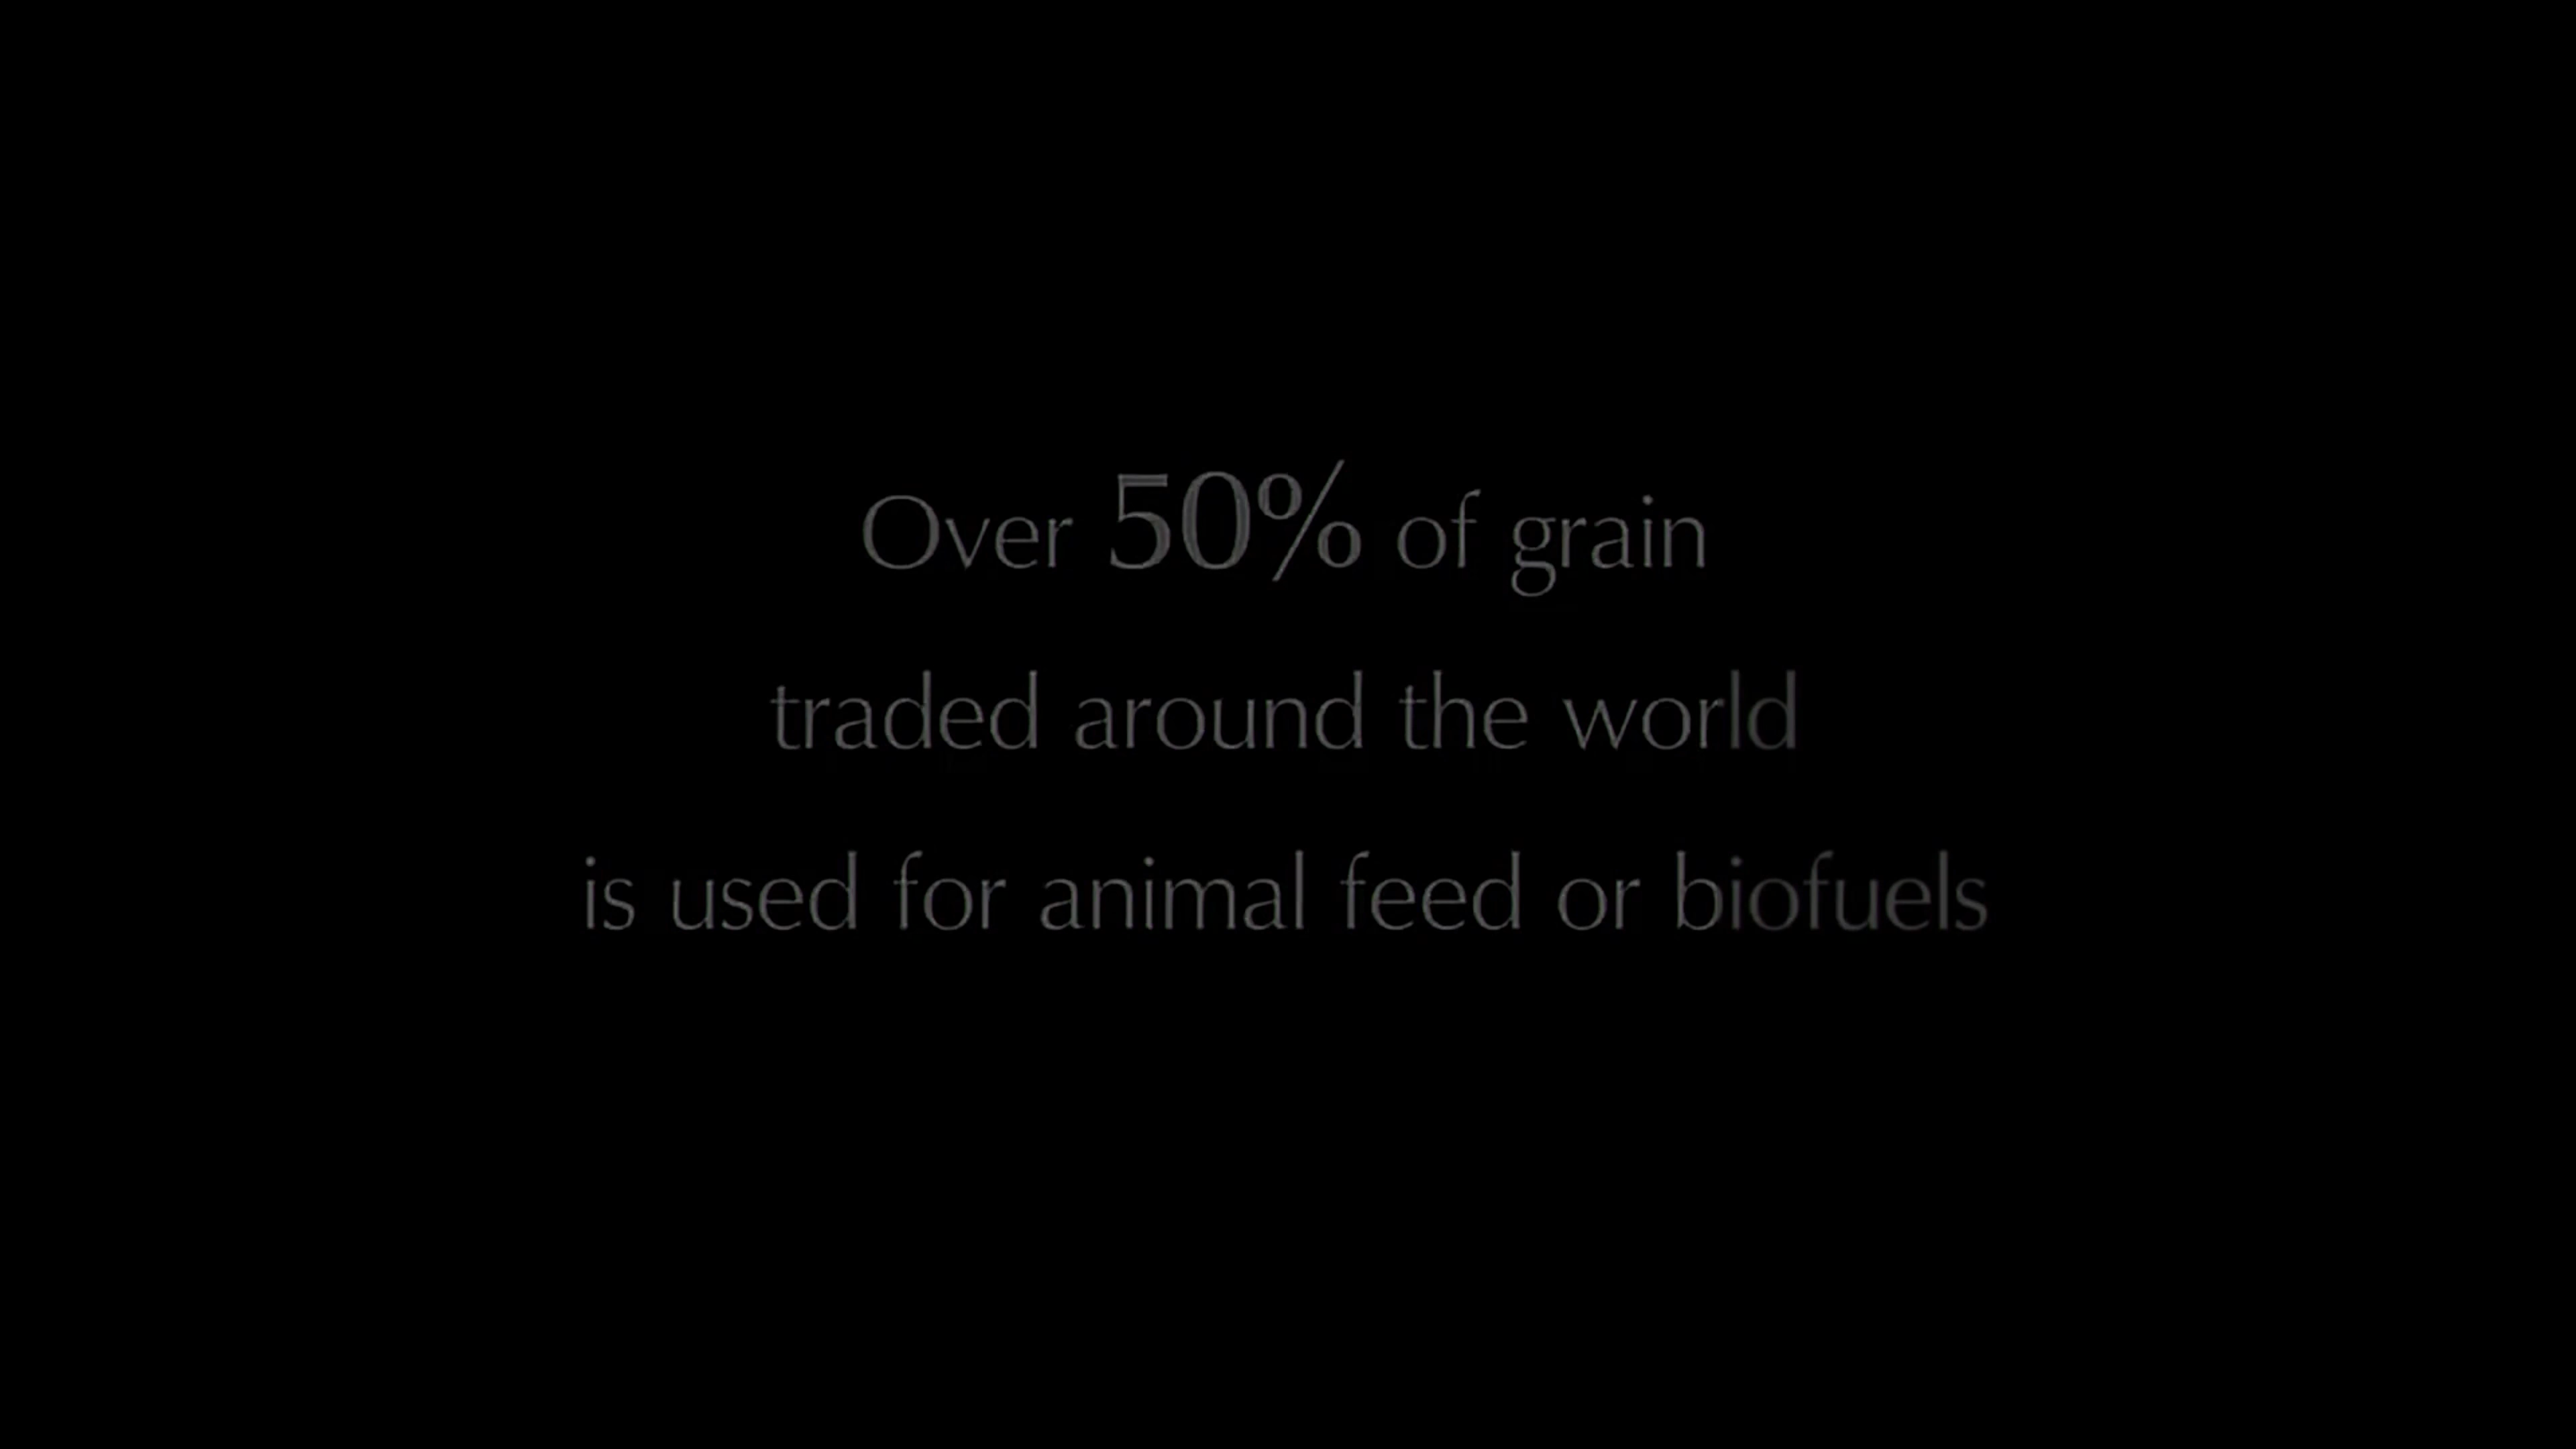 Over 50% of grain
traded around the world
is used for animal feed or biofuels